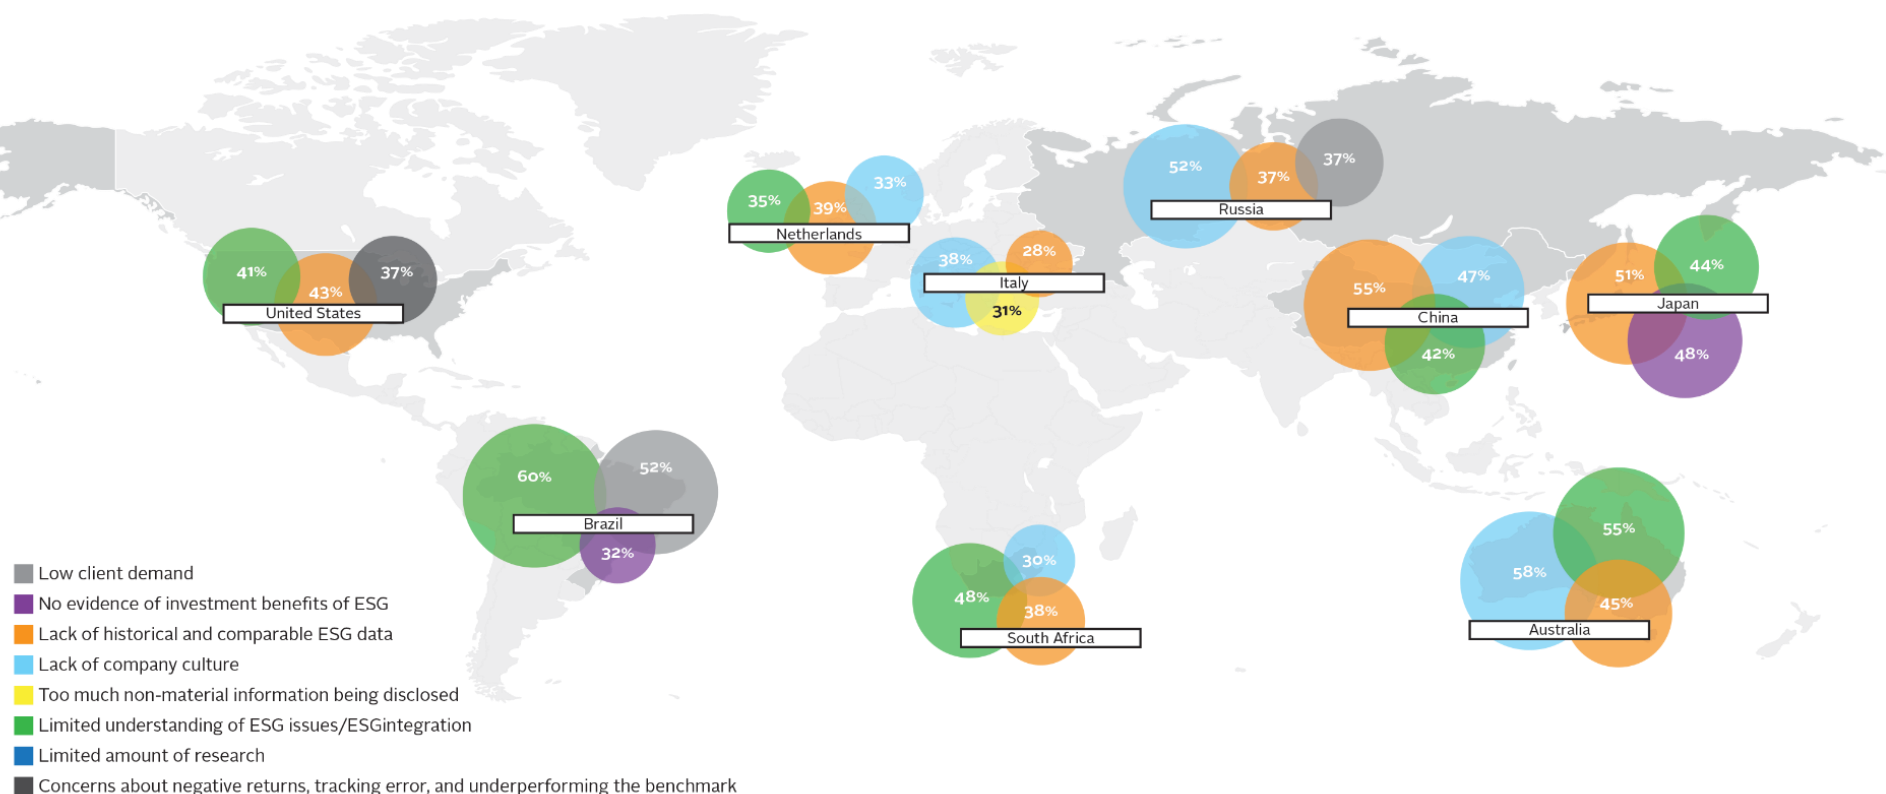 41%
43%
37%
United States
35%
39%
33%
Netherlands
38%
28%
Italy
31%
52%
37%
37%
Russia
55%
47%
China
42%
51%
44%
Japan
48%
60%
52%
Brazil
32%
48%
30%
38%
South Africa
55%
58%
45%
Australia
Low client demand
No evidence of investment benefits of ESG
Lack of historical and comparable ESG data
Lack of company culture
Too much non-material information being disclosed
Limited understanding of ESG issues/ESGintegration
Limited amount of research
Concerns about negative returns, tracking error, and underperforming the benchmark